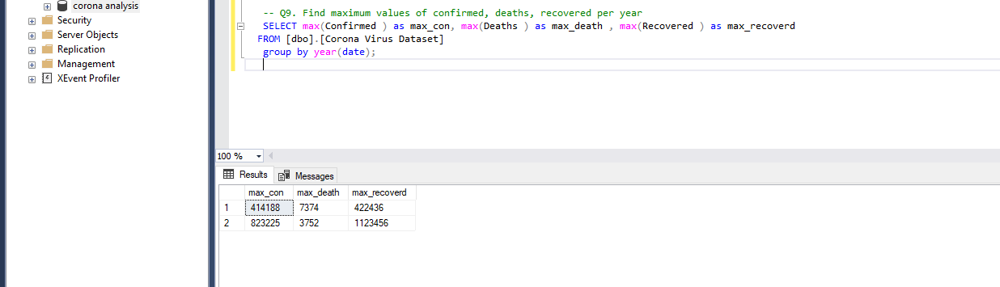 corona analysis
Security
Server Objects
Replication
Management
XEvent Profiler
-- Q9. Find maximum values of confirmed, deaths, recovered per year
SELECT max(Confirmed ) as max_con, max(Deaths ) as max_death , max(Recovered ) as max_recoverd
FROM [dbo].[Corona Virus Dataset]
group by year(date);
100 %
Results Messages
max_con max_death max_recoverd
1 414188 7374 422436
2 823225 3752 1123456